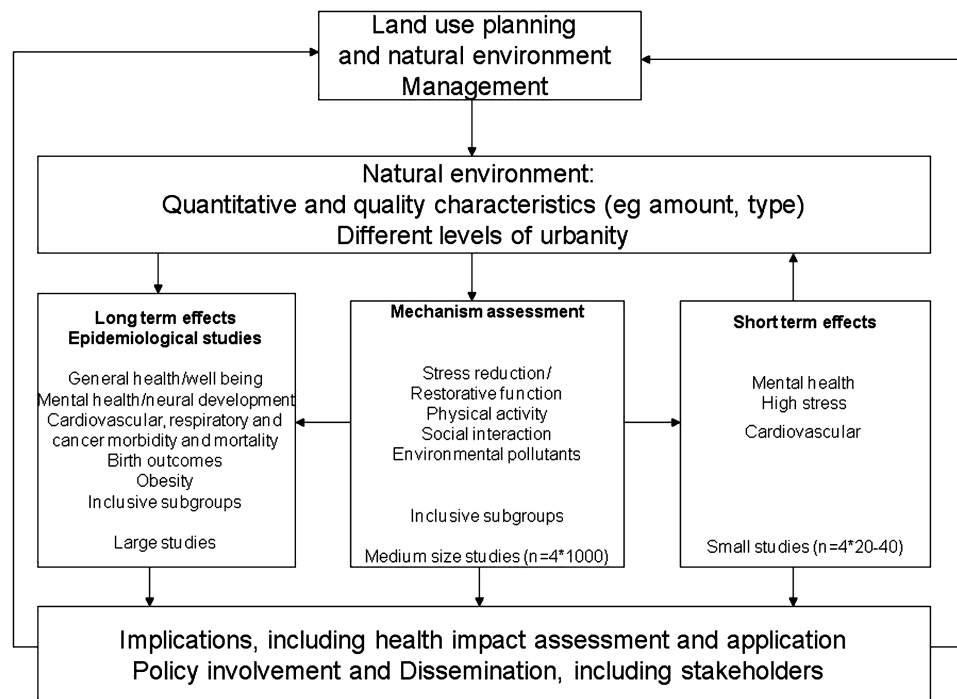 Land use planning
and natural environment
Management
Natural environment:
Quantitative and quality characteristics (eg amount, type)
Different levels of urbanity
Long term effects
Epidemiological studies
General health/well being
Mental health/neural development
Cardiovascular, respiratory and
cancer morbidity and mortality
Birth outcomes
Obesity
Inclusive subgroups
Large studies
Mechanism assessment
Stress reduction/
Restorative function
Physical activity
Social interaction
Environmental pollutants
Inclusive subgroups
Medium size studies (n=4*1000)
Short term effects
Mental health
High stress
Cardiovascular
Small studies (n=4*20-40)
Implications, including health impact assessment and application
Policy involvement and Dissemination, including stakeholders